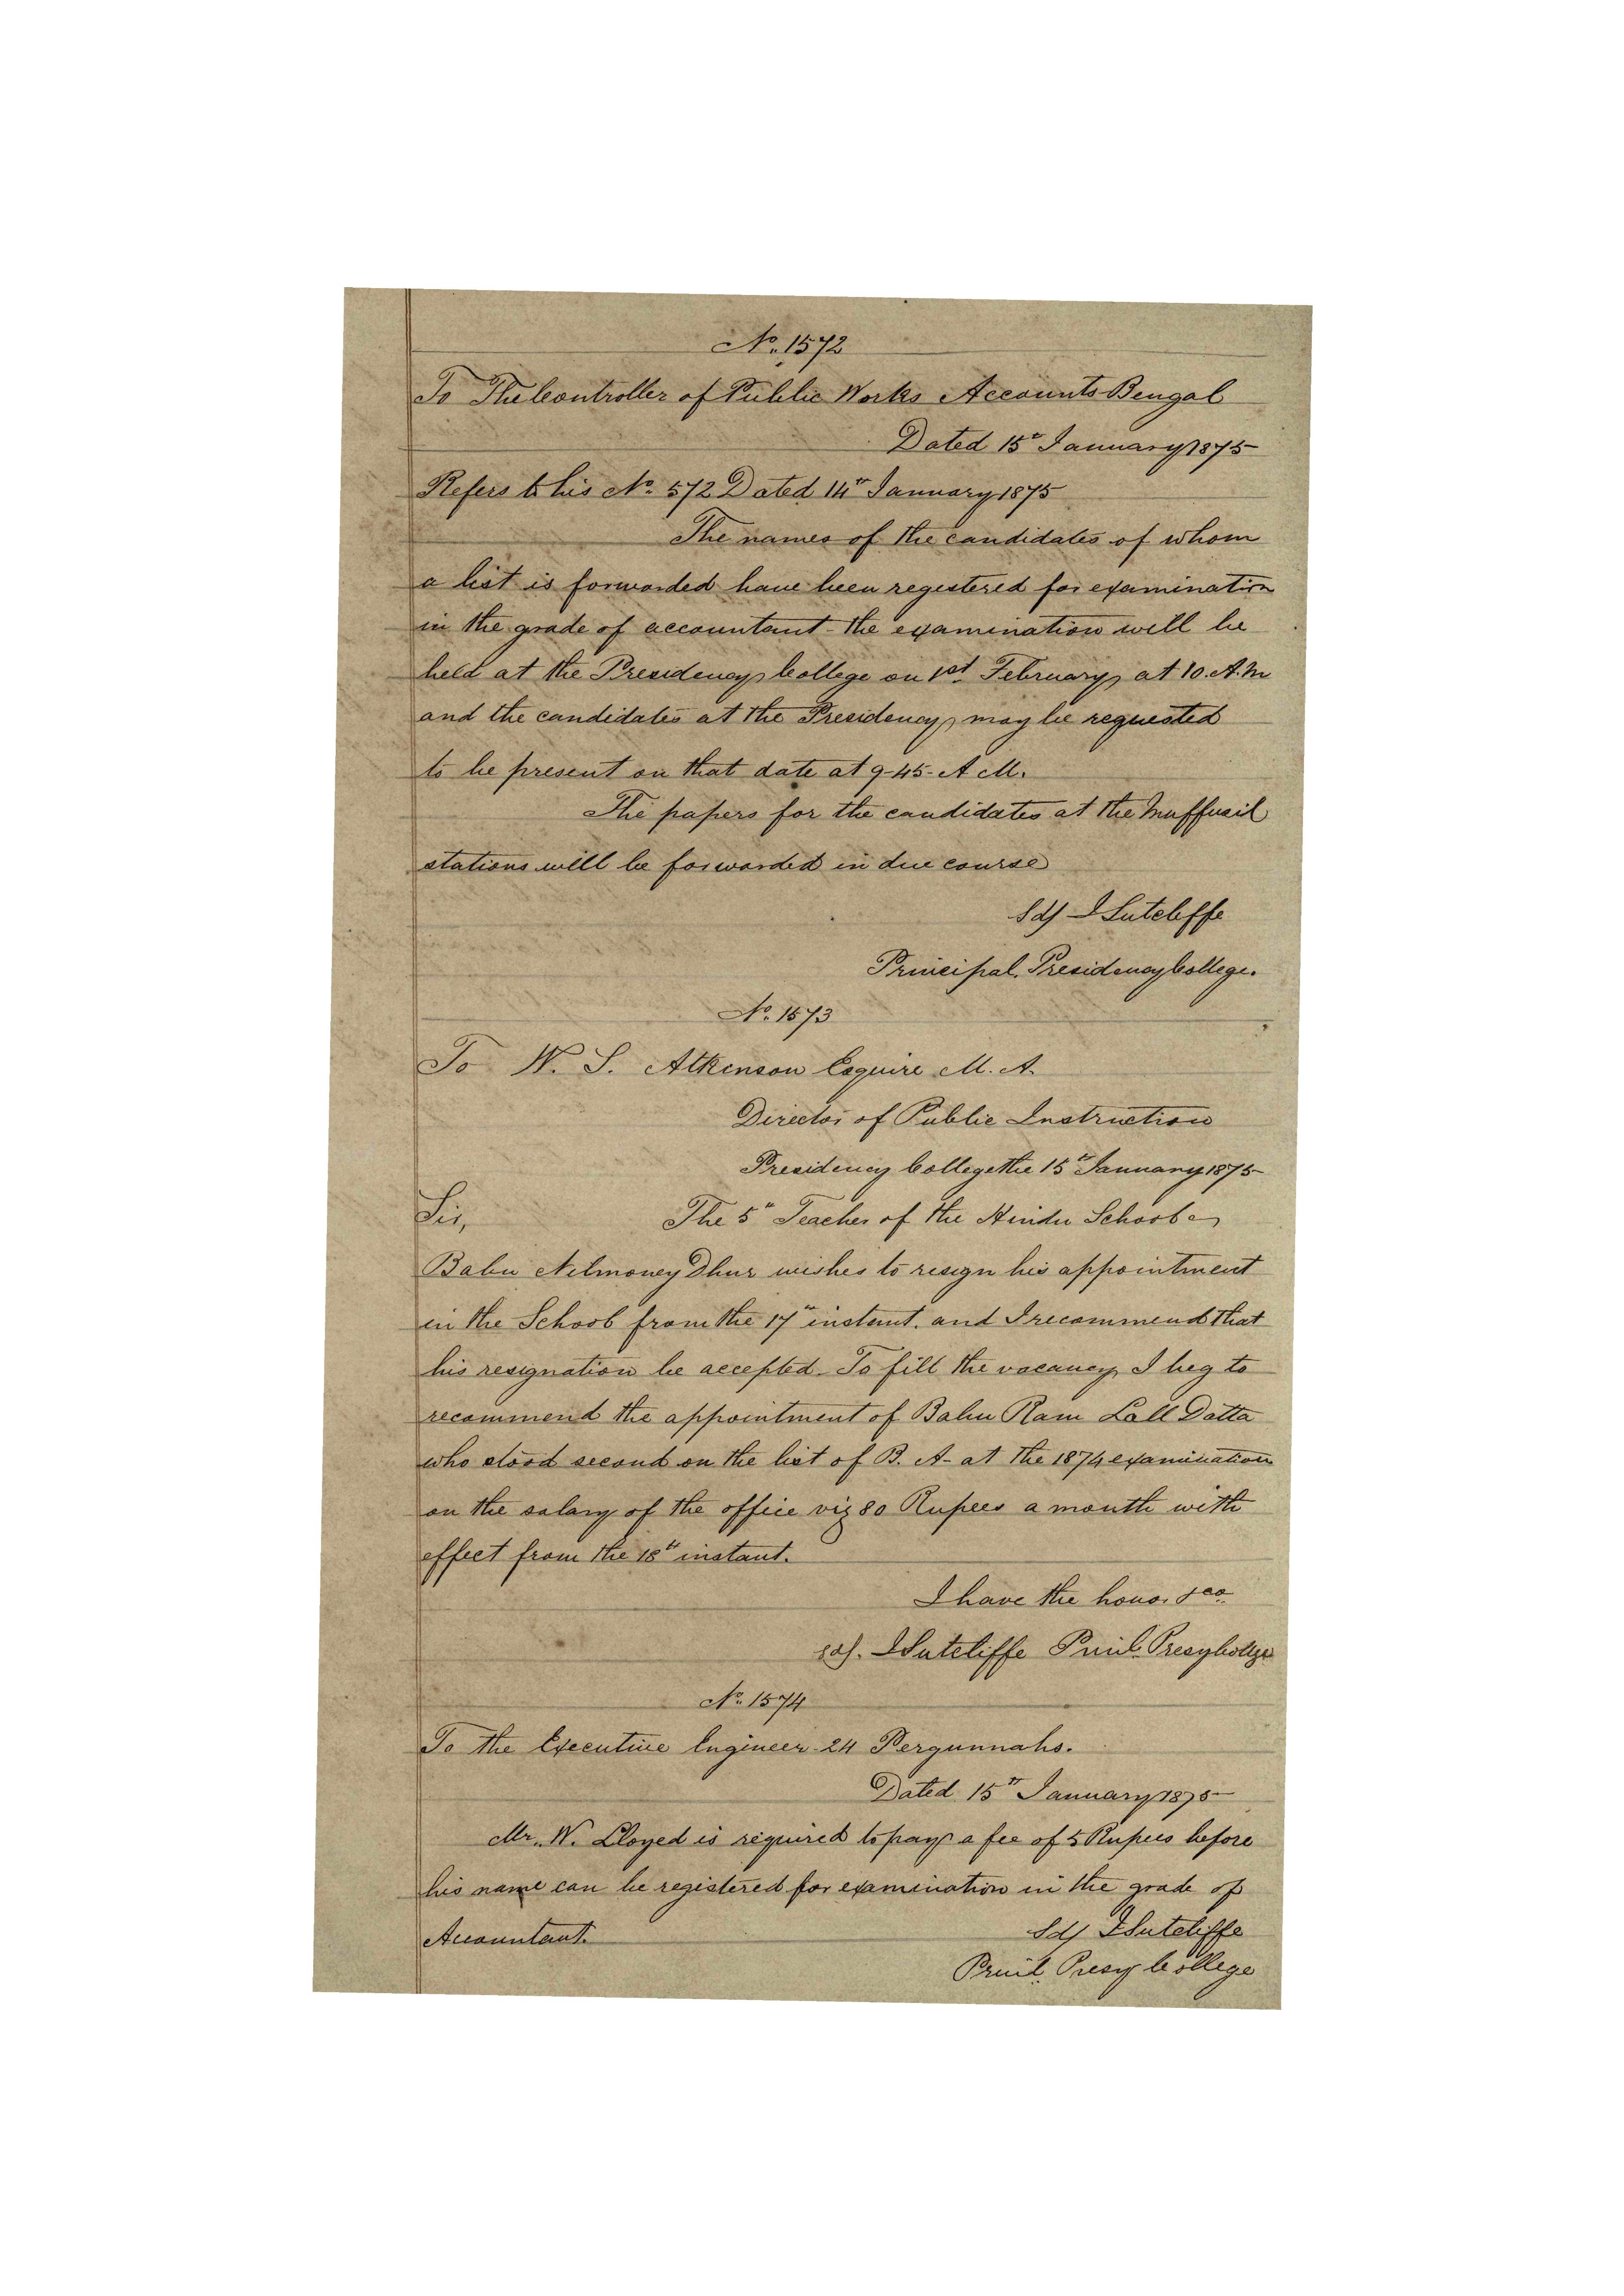 No. 1572
To The Controller of Public Works Accounts Bengal
Dated 15th January 1875
Refers to his No. 572 Dated 14th January 1875
The names of the candidates of whom
a list is forwarded have been registered for examination
in the grade of accountant - the examination will be
held at the Presidency College on 1st February, at 10. A.M
and the candidates at the Presidency, may be requested
to be present on that date at 9-45- A M.
The papers for the candidates at the Muffusil
stations will be forwarded in due course
Sd/ J Sutcliffe
Principal, Presidency College.
No. 1573
To W. S. Atkinson Esquire M. A.
Director of Public Instruction
Presidency College the 15th January 1875
Sir, The 5th Teacher of the Hindu School
Babu Nilmoney Dhur wishes to resign his appointment
in the School from the 17th instant. and I recommend that
his resignation be accepted. To fill the vacancy I beg to
recommend the appointment of Babu Ram Lall Datta
who stood second on the list of B. A- at the 1874 examination
on the salary of the office viz 80 Rupees a month with
effect from the 18th instant.
I have the honor &ca.
Sd/. J Sutcliffe Prinl. Presy College
No. 1574
To the Executive Engineer 24 Pergunnahs.
Dated 15th January 1875
Mr. W. Lloyed is required to pay a fee of 5 Rupees before
his name can be registered for examination in the grade of
Accountant. Sd/ J Sutcliffe
Prinl. Presy College